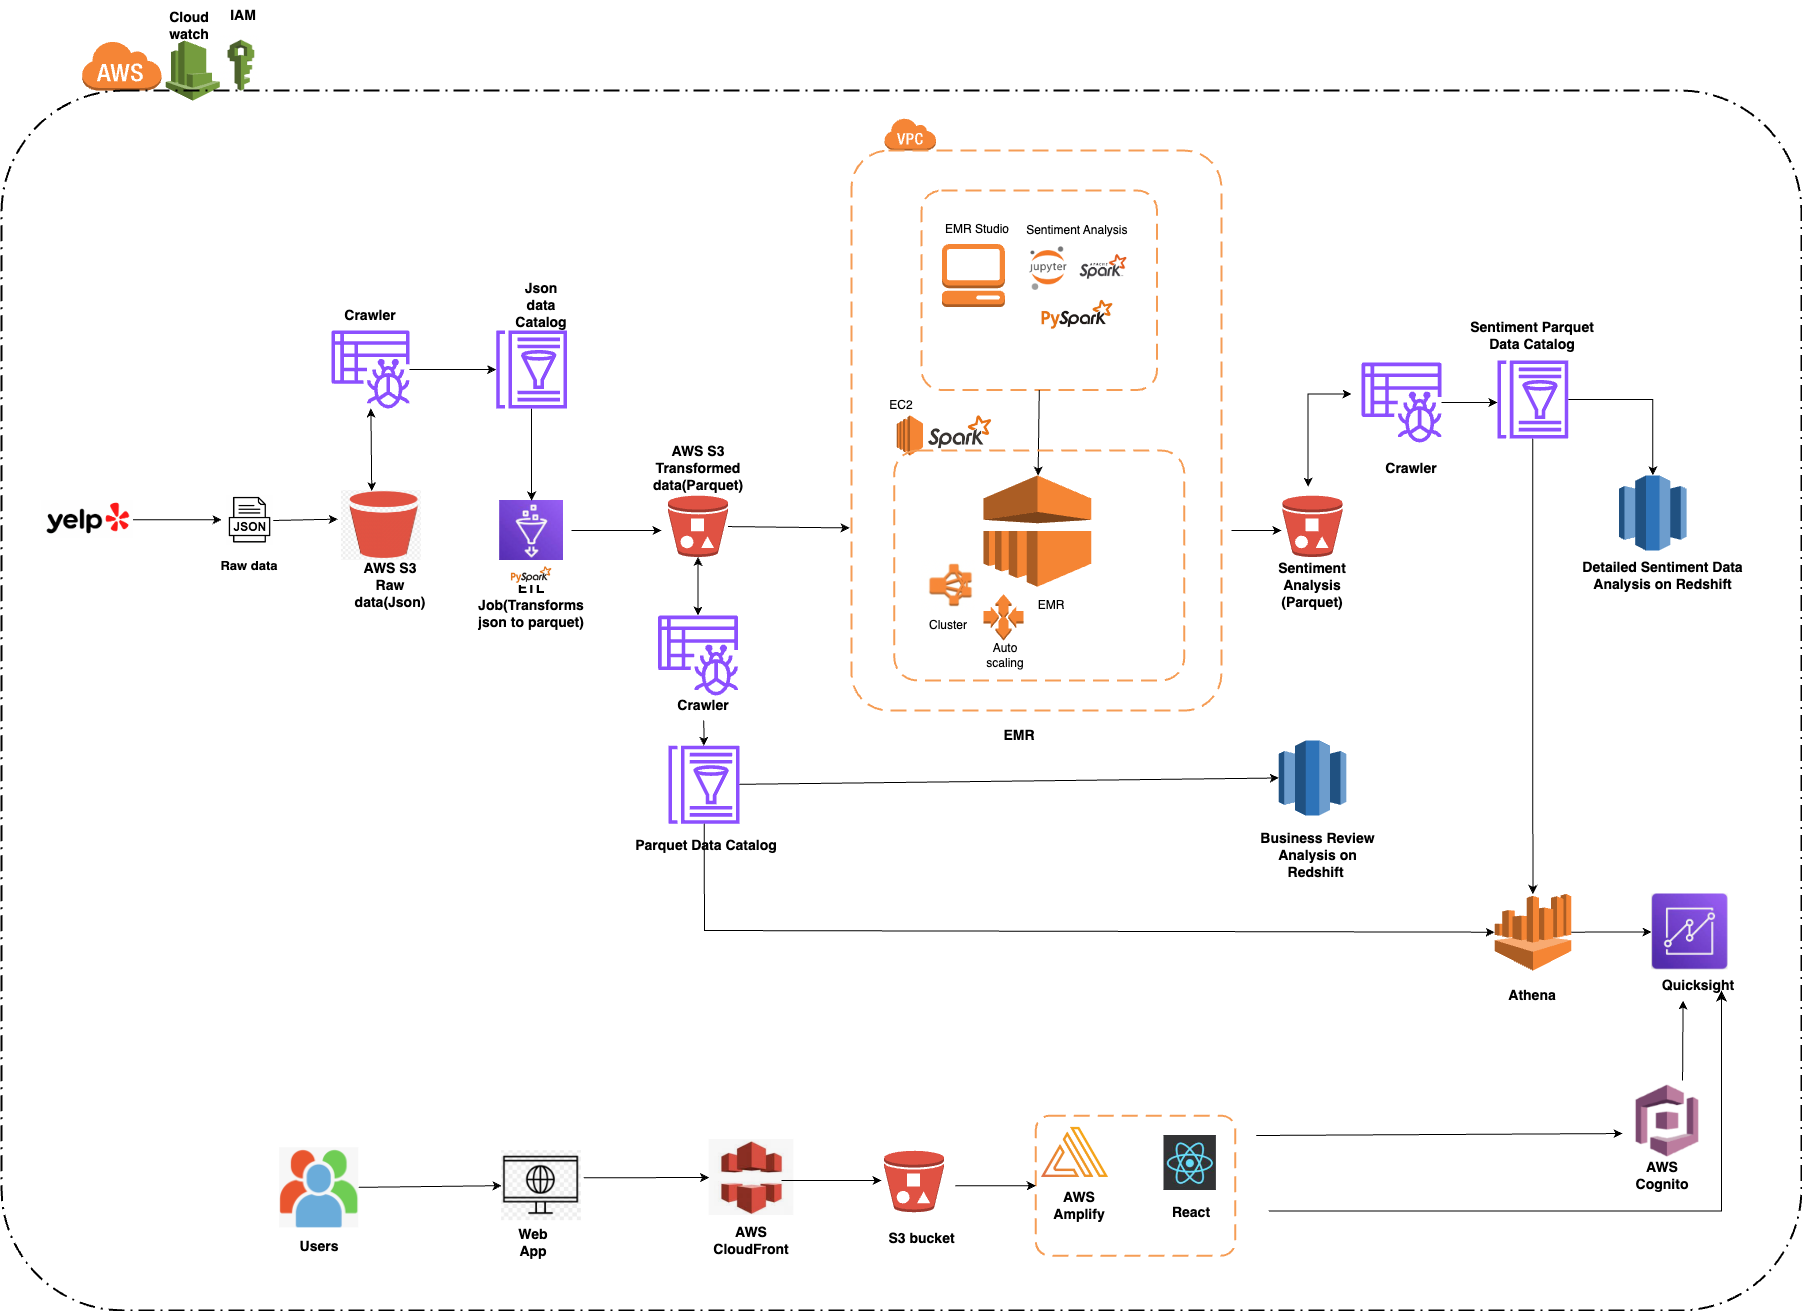 Cloud
watch
IAM
AWS
VPC
EMR Studio
Sentiment Analysis
jupyter
APACHE
Spark
PySpark
Json
data
Catalog
Crawler
EC2
Spark
Sentiment Parquet
Data Catalog
Crawler
AWS S3
Transformed
data(Parquet)
yelp
JSON
Raw data
AWS S3
Raw
data(Json)
PySpark
ETL
Job(Transforms
json to parquet)
EMR
Cluster
Auto
scaling
Sentiment
Analysis
(Parquet)
Detailed Sentiment Data
Analysis on Redshift
Crawler
EMR
Parquet Data Catalog
Business Review
Analysis on
Redshift
Athena
Quicksight
AWS
Cognito
Users
Web
App
AWS
CloudFront
S3 bucket
AWS
Amplify
React